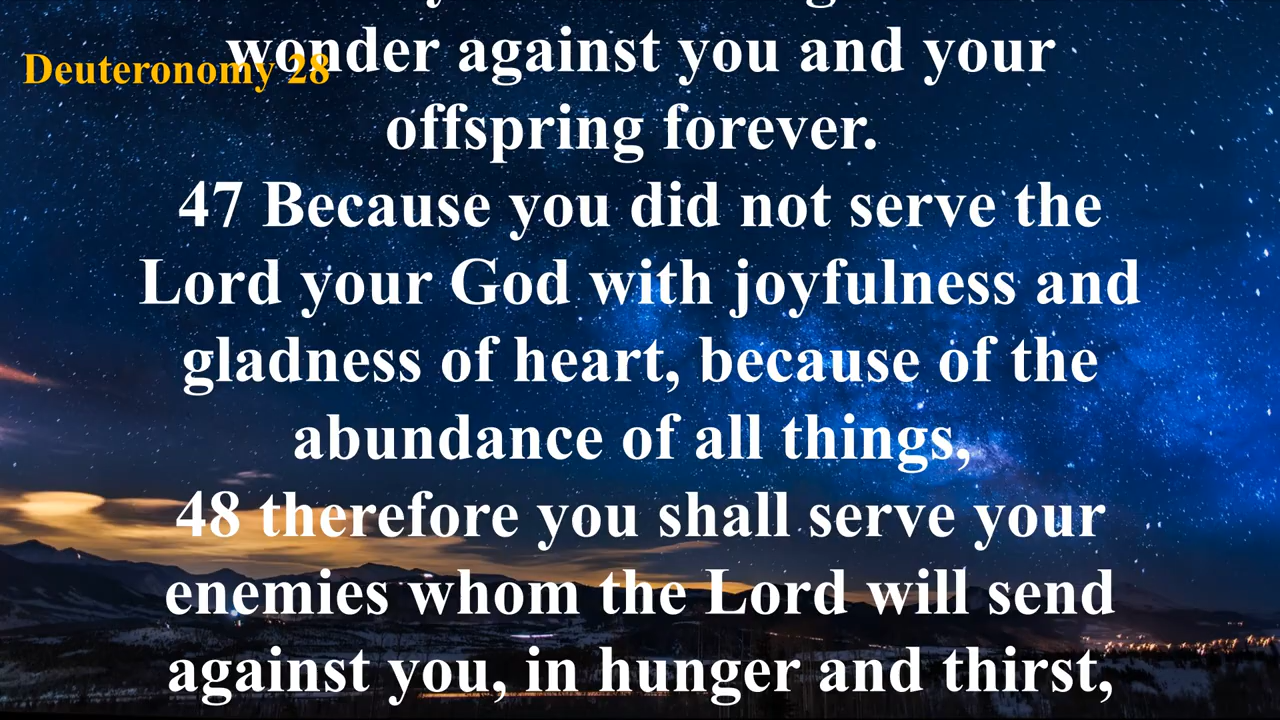 Deuteronomy 28
wonder against you and your
offspring forever.
47 Because you did not serve the
Lord your God with joyfulness and
gladness of heart, because of the
abundance of all things,
48 therefore you shall serve your
enemies whom the Lord will send
against you, in hunger and thirst,